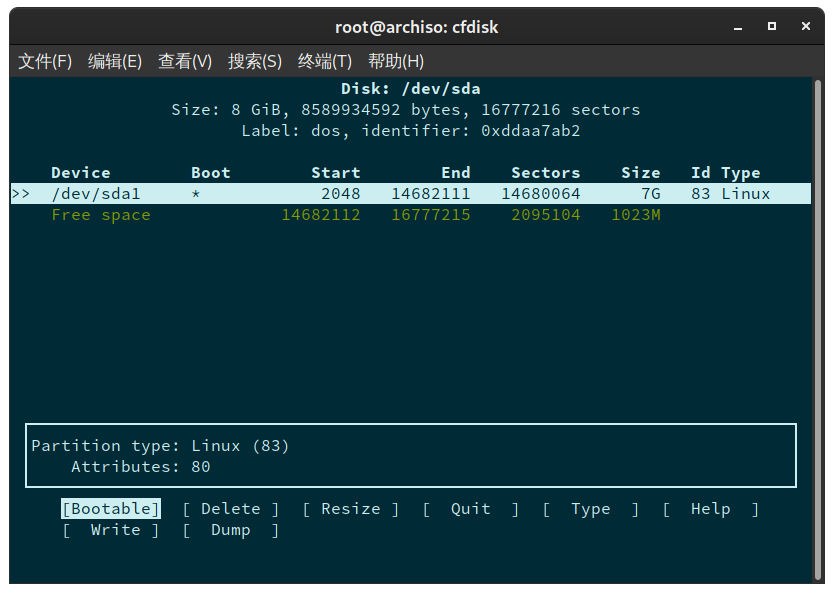 root@archiso: cfdisk
文件(F) 编辑(E) 查看(V) 搜索(S) 终端(T) 帮助(H)
Disk: /dev/sda
Size: 8 GiB, 8589934592 bytes, 16777216 sectors
Label: dos, identifier: 0xddaa7ab2
Device Boot Start End Sectors Size Id Type
>> /dev/sda1 * 2048 14682111 14680064 7G 83 Linux
Free space 14682112 16777215 2095104 1023M
Partition type: Linux (83)
Attributes: 80
[Bootable] [ Delete ] [ Resize ] [ Quit ] [ Type ] [ Help ]
[ Write ] [ Dump ]